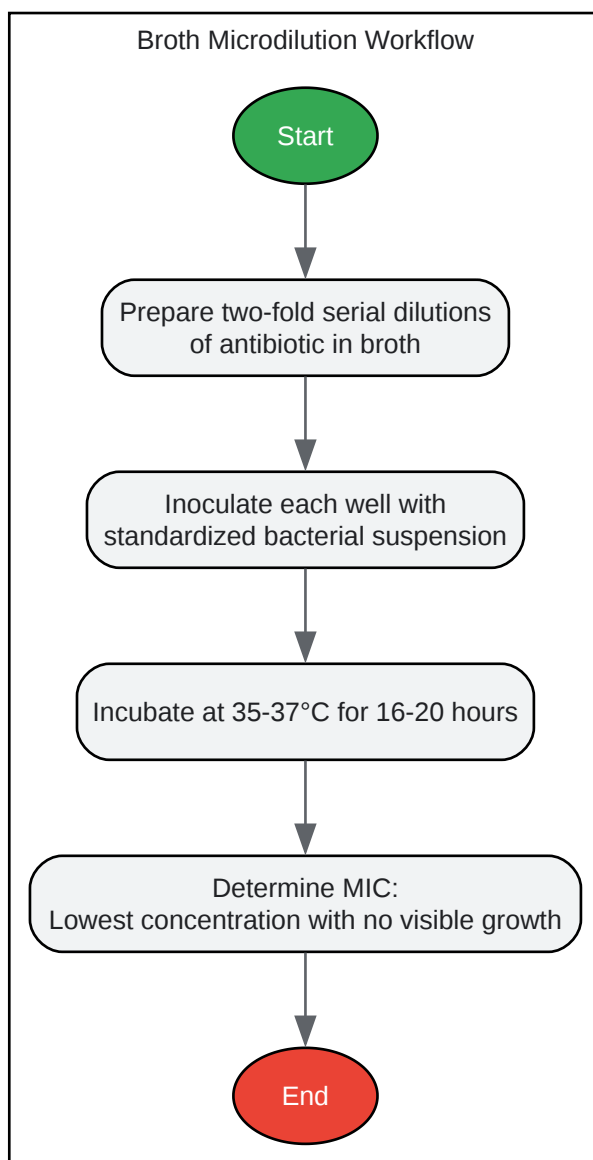 Broth Microdilution Workflow
Start
Prepare two-fold serial dilutions
of antibiotic in broth
Inoculate each well with
standardized bacterial suspension
Incubate at 35-37°C for 16-20 hours
Determine MIC:
Lowest concentration with no visible growth
End